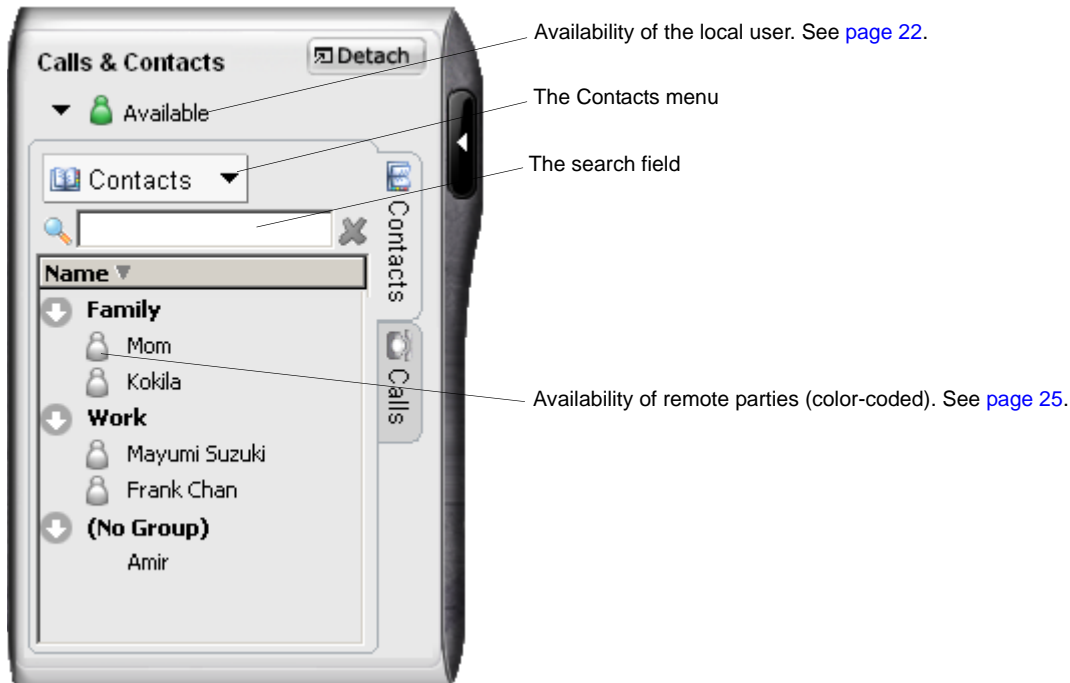 Calls & Contacts
Detach
Available
Contacts
Name
Family
Mom
Kokila
Work
Mayumi Suzuki
Frank Chan
(No Group)
Amir
Contacts
Calls
Availability of the local user. See page 22.
The Contacts menu
The search field
Availability of remote parties (color-coded). See page 25.